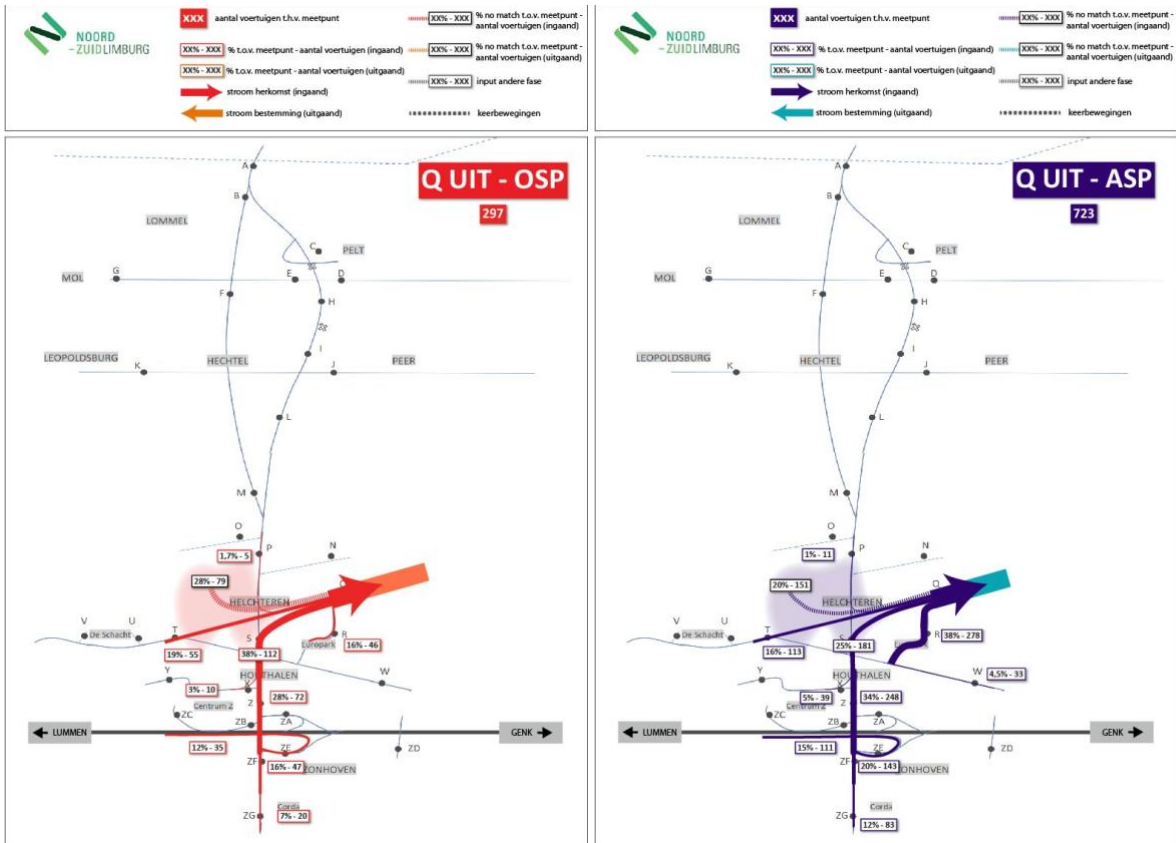 NOORD
-ZUIDLIMBURG
XXX aantal voertuigen t.h.v. meetpunt
XX% - XXX % t.o.v. meetpunt - aantal voertuigen (ingaand)
XX% - XXX % t.o.v. meetpunt - aantal voertuigen (uitgaand)
stroom herkomst (ingaand)
stroom bestemming (uitgaand)
XX% - XXX % no match t.o.v. meetpunt -
aantal voertuigen (ingaand)
XX% - XXX % no match t.o.v. meetpunt -
aantal voertuigen (uitgaand)
XX% - XXX input andere fase
keerbewegingen
Q UIT - OSP
297
A
B
LOMMEL
C
PELT
MOL
G
E
D
F
H
LEOPOLDSBURG
HECHTEL
I
PEER
K
J
L
M
O
N
1,7% - 5
P
28% - 79
HELCHTEREN
V
U
T
De Schacht
S
R
Europark
16% - 46
19% - 55
38% - 112
Y
HOUTHALEN
W
3% - 10
28% - 72
Z
Centrum Z
ZC
ZB
ZA
LUMMEN
GENK
12% - 35
ZE
ZD
ZF
16% - 47
ZONHOVEN
Corda
ZG
7% - 20
NOORD
-ZUIDLIMBURG
XXX aantal voertuigen t.h.v. meetpunt
XX% - XXX % t.o.v. meetpunt - aantal voertuigen (ingaand)
XX% - XXX % t.o.v. meetpunt - aantal voertuigen (uitgaand)
stroom herkomst (ingaand)
stroom bestemming (uitgaand)
XX% - XXX % no match t.o.v. meetpunt -
aantal voertuigen (ingaand)
XX% - XXX % no match t.o.v. meetpunt -
aantal voertuigen (uitgaand)
XX% - XXX input andere fase
keerbewegingen
Q UIT - ASP
723
A
B
LOMMEL
C
PELT
MOL
G
E
D
F
H
LEOPOLDSBURG
HECHTEL
I
PEER
K
J
L
M
O
N
1% - 11
P
20% - 151
HELCHTEREN
Q
V
U
T
De Schacht
S
R
38% - 278
16% - 113
25% - 181
Y
W
4,5% - 33
5% - 39
34% - 248
Z
Centrum Z
ZC
ZB
ZA
LUMMEN
GENK
15% - 111
ZE
ZD
ZF
20% - 143
Corda
ZG
12% - 83